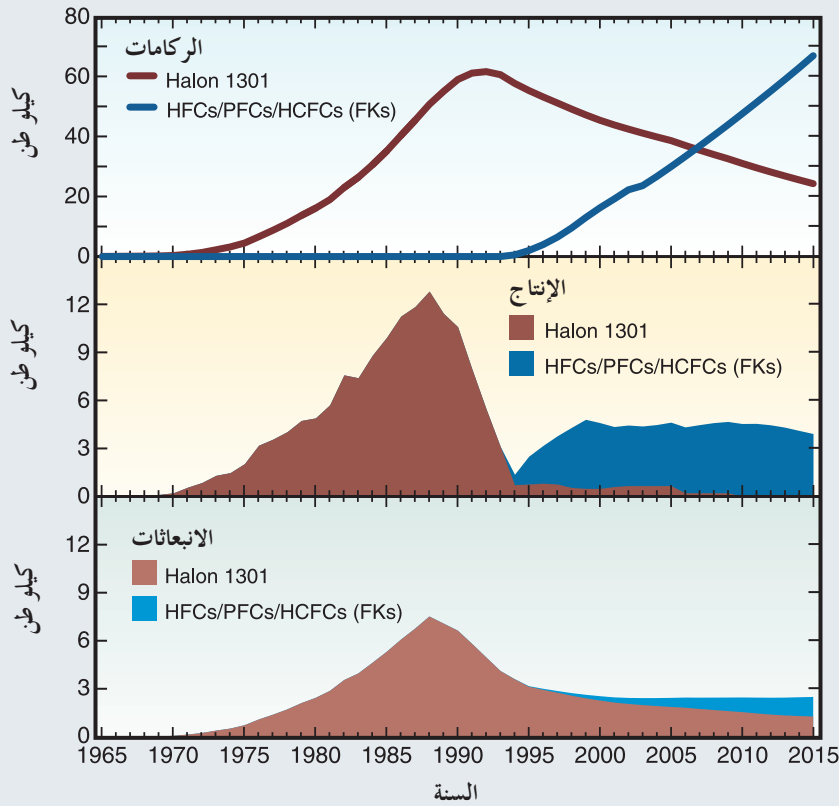 الركامات
Halon 1301
HFCs/PFCs/HCFCs (FKs)
كيلو طن
80
60
40
20
0
الإنتاج
Halon 1301
HFCs/PFCs/HCFCs (FKs)
كيلو طن
12
9
6
3
0
الانبعاثات
Halon 1301
HFCs/PFCs/HCFCs (FKs)
كيلو طن
12
9
6
3
0
1965 1970 1975 1980 1985 1990 1995 2000 2005 2010 2015
السنة